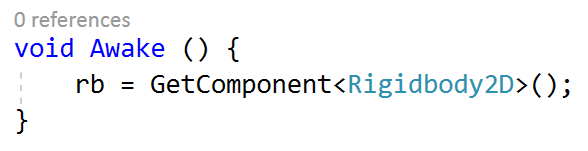 0 references
void Awake () {
    rb = GetComponent<Rigidbody2D>();
}